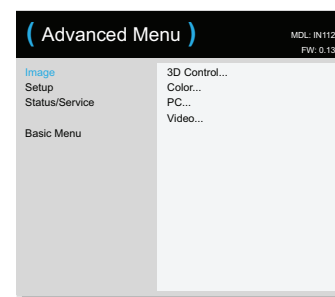 ( Advanced Menu )
MDL: IN112
FW: 0.13
Image
Setup
Status/Service
Basic Menu
3D Control...
Color...
PC...
Video...